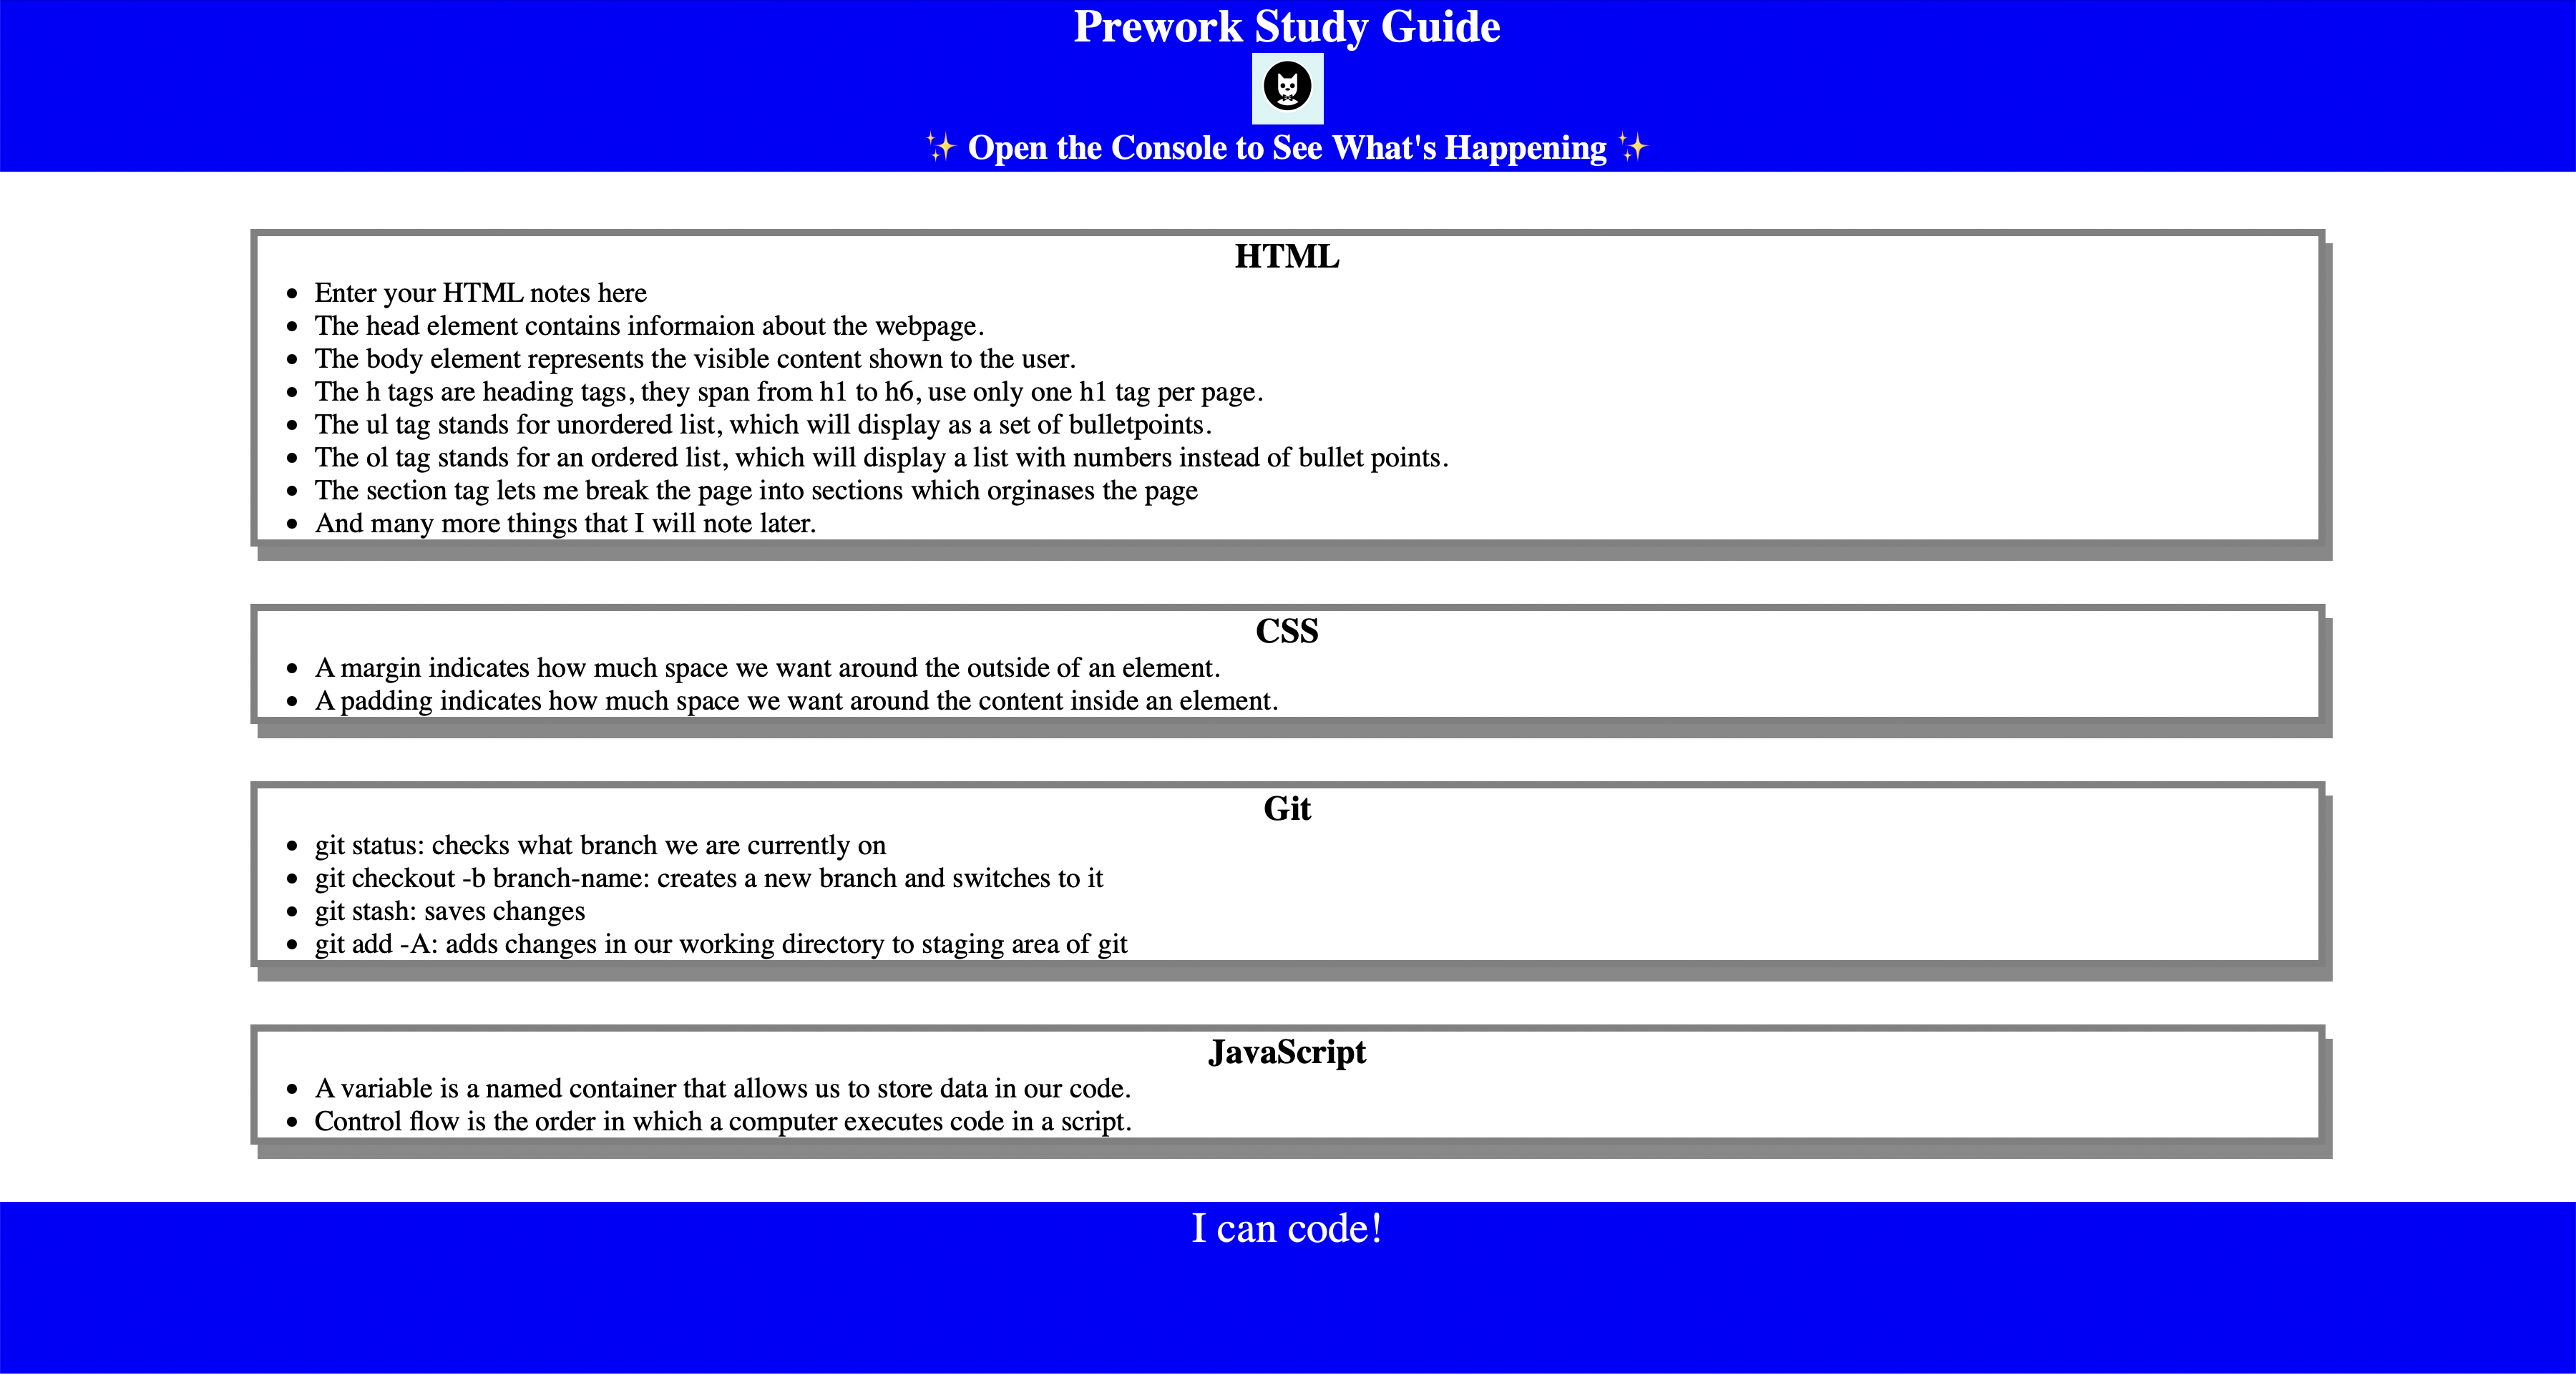 Prework Study Guide
✨ Open the Console to See What's Happening ✨
HTML
• Enter your HTML notes here
• The head element contains informaion about the webpage.
• The body element represents the visible content shown to the user.
• The h tags are heading tags, they span from h1 to h6, use only one h1 tag per page.
• The ul tag stands for unordered list, which will display as a set of bulletpoints.
• The ol tag stands for an ordered list, which will display a list with numbers instead of bullet points.
• The section tag lets me break the page into sections which orginases the page
• And many more things that I will note later.
CSS
• A margin indicates how much space we want around the outside of an element.
• A padding indicates how much space we want around the content inside an element.
Git
• git status: checks what branch we are currently on
• git checkout -b branch-name: creates a new branch and switches to it
• git stash: saves changes
• git add -A: adds changes in our working directory to staging area of git
JavaScript
• A variable is a named container that allows us to store data in our code.
• Control flow is the order in which a computer executes code in a script.
I can code!